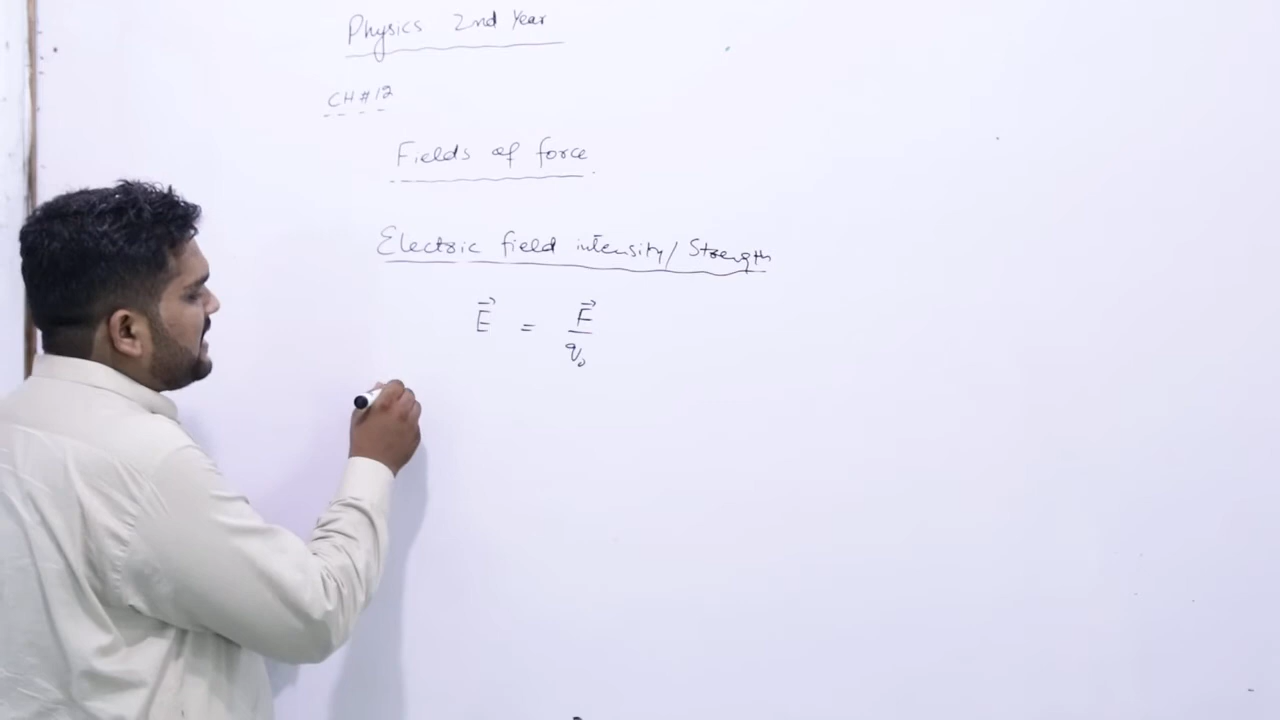 Physics 2nd Year
CH#12
Fields of force
Electric field intensity/Strength
E⃗ = F⃗/q₀